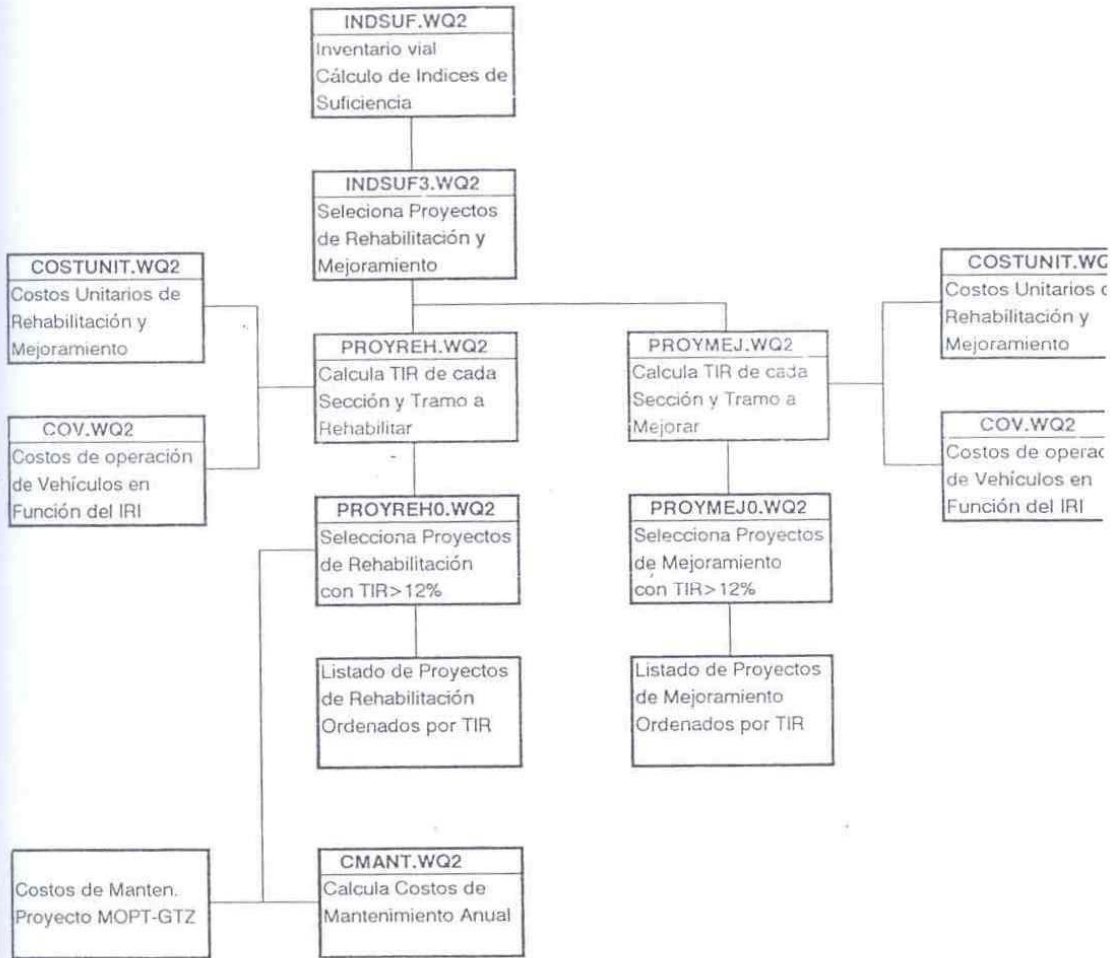 INDSUF.WQ2
Inventario vial
Cálculo de Indices de
Suficiencia
INDSUF3.WQ2
Seleciona Proyectos
de Rehabilitación y
Mejoramiento
COSTUNIT.WQ2
Costos Unitarios de
Rehabilitación y
Mejoramiento
COV.WQ2
Costos de operación
de Vehículos en
Función del IRI
PROYREH.WQ2
Calcula TIR de cada
Sección y Tramo a
Rehabilitar
PROYMEJ.WQ2
Calcula TIR de cada
Sección y Tramo a
Mejorar
COSTUNIT.WQ
Costos Unitarios
Rehabilitación y
Mejoramiento
COV.WQ2
Costos de operac
de Vehículos en
Función del IRI
PROYREH0.WQ2
Selecciona Proyectos
de Rehabilitación
con TIR>12%
PROYMEJ0.WQ2
Selecciona Proyectos
de Mejoramiento
con TIR>12%
Listado de Proyectos
de Rehabilitación
Ordenados por TIR
Listado de Proyectos
de Mejoramiento
Ordenados por TIR
Costos de Manten.
Proyecto MOPT-GTZ
CMANT.WQ2
Calcula Costos de
Mantenimiento Anual